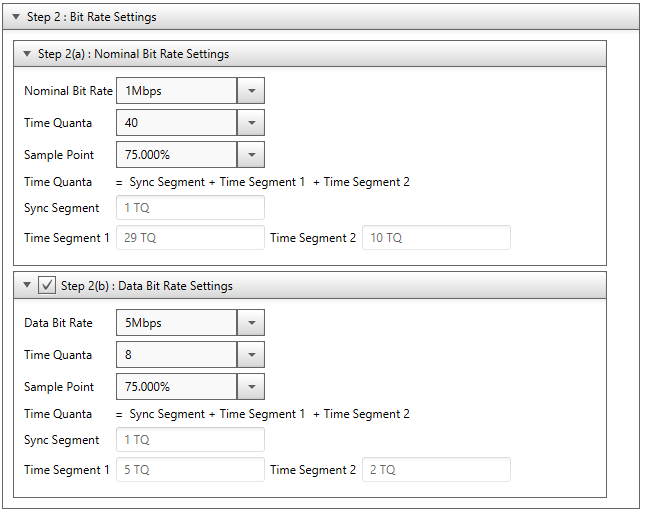 Step 2 : Bit Rate Settings
Step 2(a) : Nominal Bit Rate Settings
Nominal Bit Rate 1Mbps
Time Quanta 40
Sample Point 75.000%
Time Quanta = Sync Segment + Time Segment 1 + Time Segment 2
Sync Segment 1 TQ
Time Segment 1 29 TQ Time Segment 2 10 TQ
Step 2(b) : Data Bit Rate Settings
Data Bit Rate 5Mbps
Time Quanta 8
Sample Point 75.000%
Time Quanta = Sync Segment + Time Segment 1 + Time Segment 2
Sync Segment 1 TQ
Time Segment 1 5 TQ Time Segment 2 2 TQ